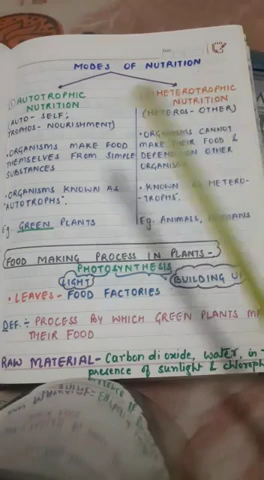 MODES OF NUTRITION
AUTOTROPHIC
NUTRITION
(AUTO - SELF;
TROPHOS - NOURISHMENT)
• ORGANISMS MAKE FOOD
THEMSELVES FROM SIMPLE
SUBSTANCES
• ORGANISMS KNOWN AS
"AUTOTROPHS".
Eg: GREEN PLANTS
HETEROTROPHIC
NUTRITION
(HETEROS - OTHER)
• ORGANISMS CANNOT
MAKE THEIR FOOD &
DEPEND ON OTHER
• KNOWN AS HETERO-
TROPHS.
Eg. ANIMALS,
FOOD MAKING PROCESS IN PLANTS-
PHOTOSYNTHESIS
LIGHT
BUILDING UP
• LEAVES - FOOD FACTORIES
DEF:- PROCESS BY WHICH GREEN PLANTS
THEIR FOOD
RAW MATERIAL - Carbon di oxide, water, in
presence of sunlight &